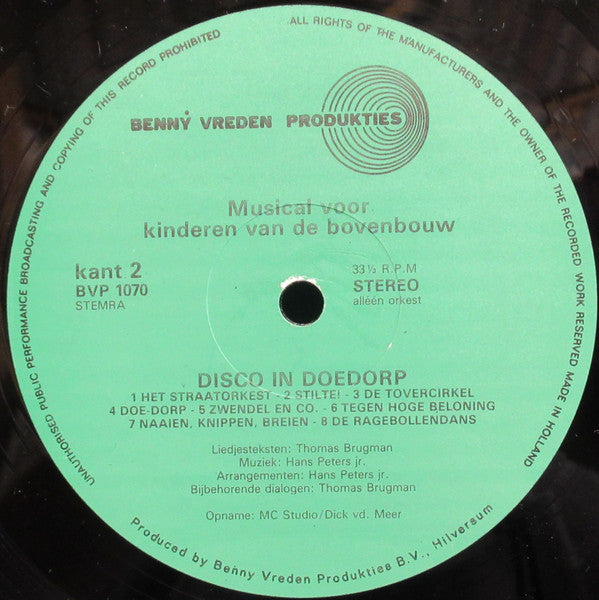 UNAUTHORISED PUBLIC PERFORMANCE BROADCASTING AND COPYING OF THIS RECORD PROHIBITED
ALL RIGHTS OF THE MANUFACTURERS AND THE OWNER OF THE RECORDED WORK RESERVED MADE IN HOLLAND
BENNY VREDEN PRODUKTIES
Musical voor
kinderen van de bovenbouw
kant 2
BVP 1070
STEMRA
33⅓ R.P.M
STEREO
alléén orkest
DISCO IN DOEDORP
1 HET STRAATORKEST - 2 STILTE! - 3 DE TOVERCIRKEL
4 DOE-DORP - 5 ZWENDEL EN CO. - 6 TEGEN HOGE BELONING
7 NAAIEN, KNIPPEN, BREIEN - 8 DE RAGEBOLLENDANS
Liedjesteksten: Thomas Brugman
Muziek: Hans Peters jr.
Arrangementen: Hans Peters jr.
Bijbehorende dialogen: Thomas Brugman
Opname: MC Studio/Dick vd. Meer
Produced by Benny Vreden Produkties B.V., Hilversum